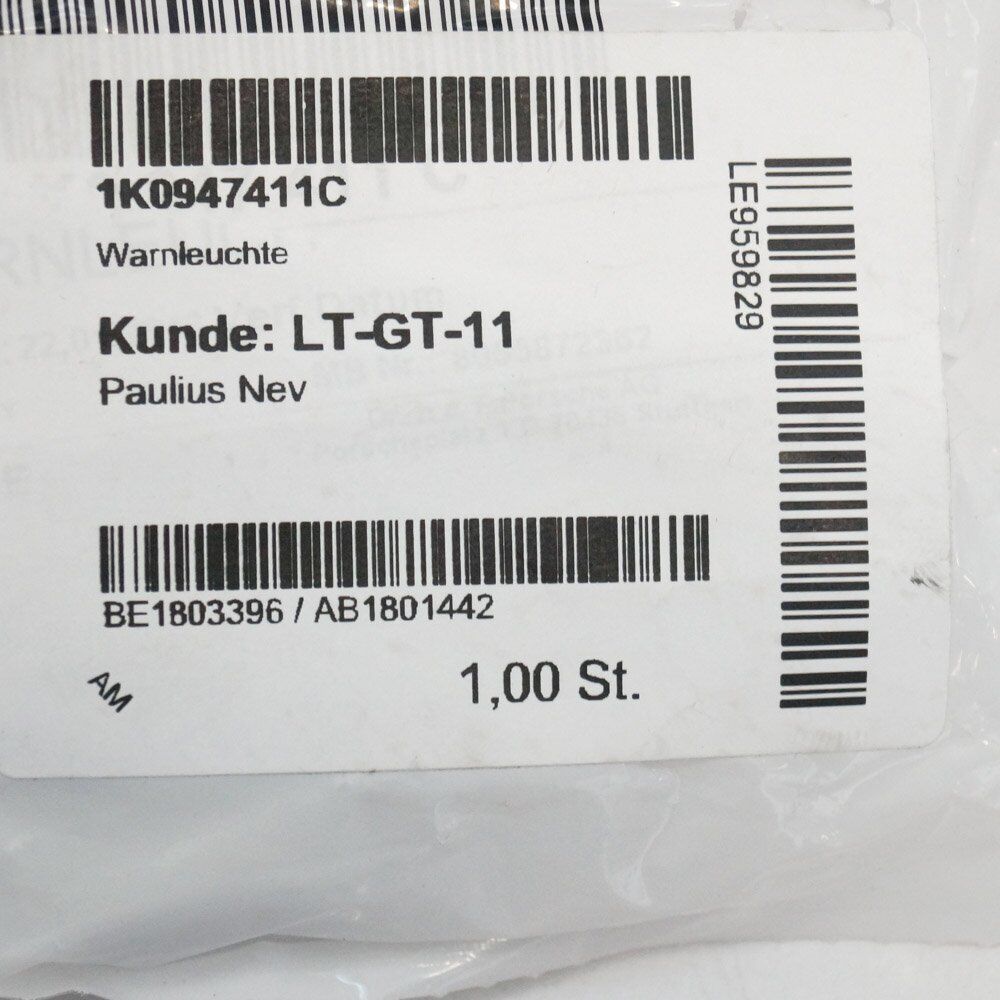 1K0947411C
Warnleuchte
Kunde: LT-GT-11
Paulius Nev
LE959829
BE1803396 / AB1801442
AM
1,00 St.